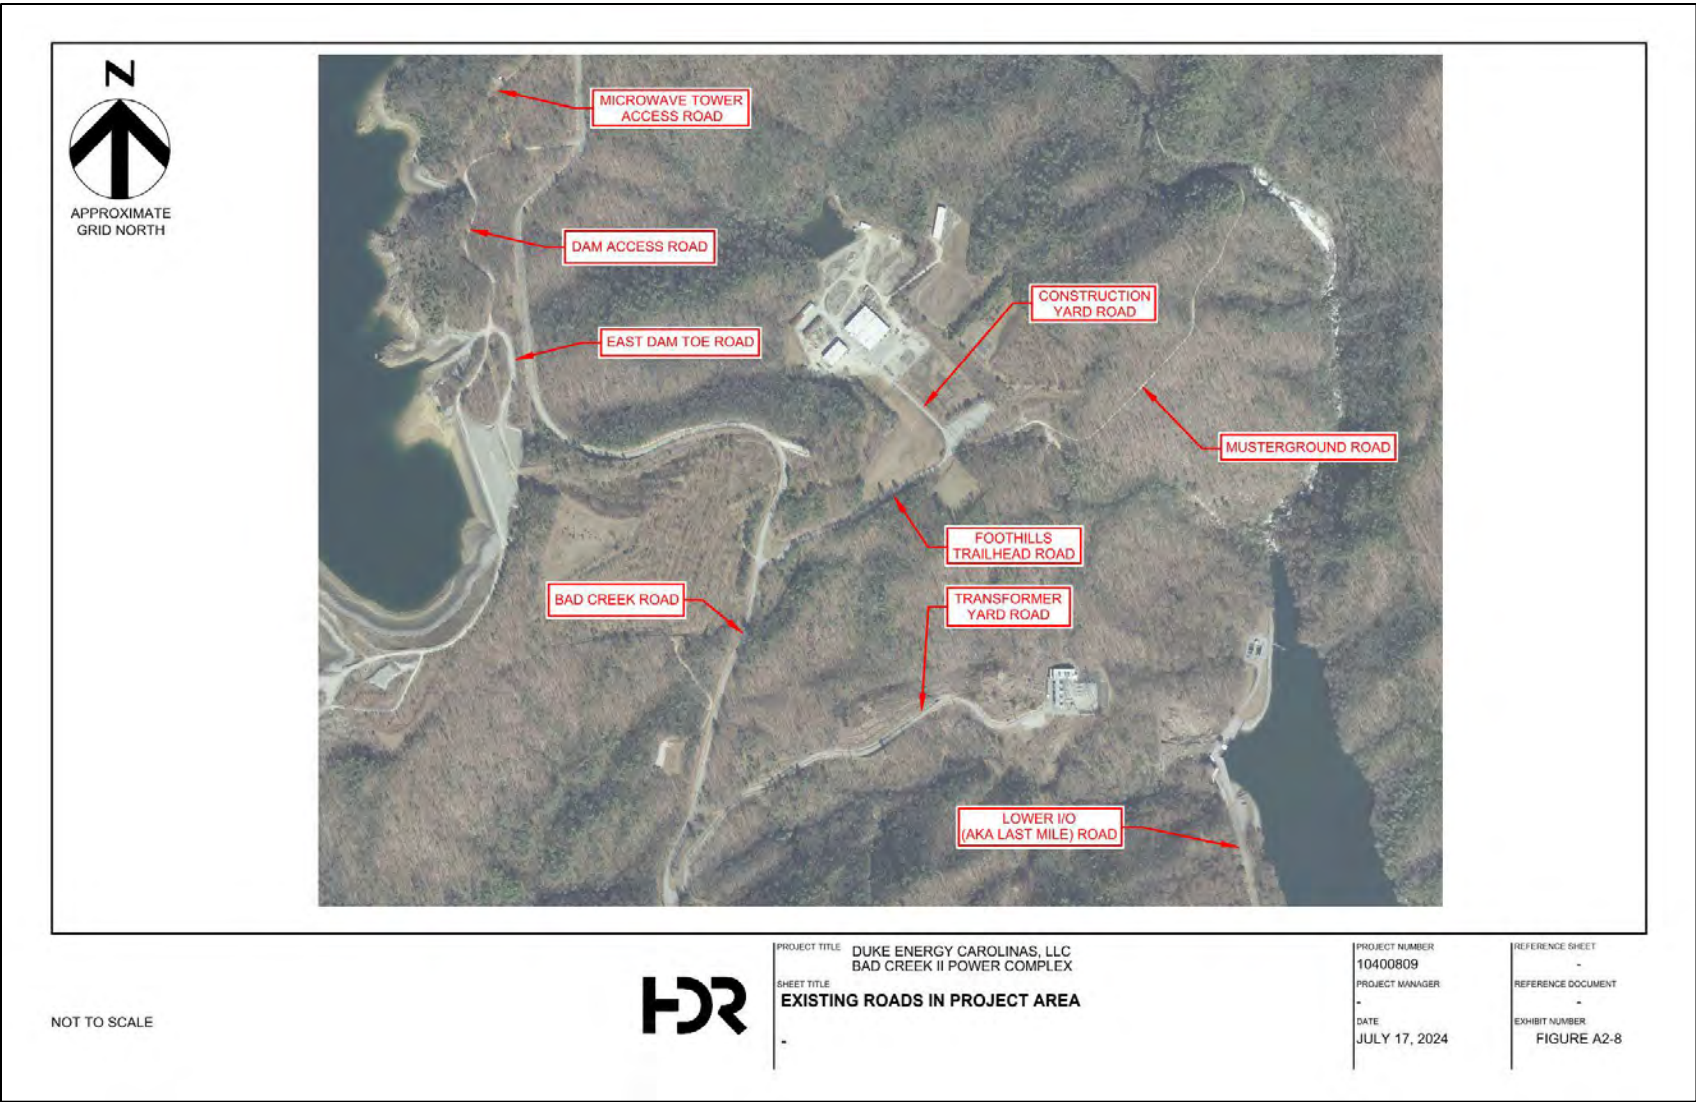 N
APPROXIMATE
GRID NORTH
MICROWAVE TOWER
ACCESS ROAD
DAM ACCESS ROAD
EAST DAM TOE ROAD
CONSTRUCTION
YARD ROAD
MUSTERGROUND ROAD
FOOTHILLS
TRAILHEAD ROAD
BAD CREEK ROAD
TRANSFORMER
YARD ROAD
LOWER I/O
(AKA LAST MILE) ROAD
NOT TO SCALE
HDR
PROJECT TITLE
DUKE ENERGY CAROLINAS, LLC
BAD CREEK II POWER COMPLEX
SHEET TITLE
EXISTING ROADS IN PROJECT AREA
-
PROJECT NUMBER
10400809
PROJECT MANAGER
-
DATE
JULY 17, 2024
REFERENCE SHEET
-
REFERENCE DOCUMENT
-
EXHIBIT NUMBER
FIGURE A2-8